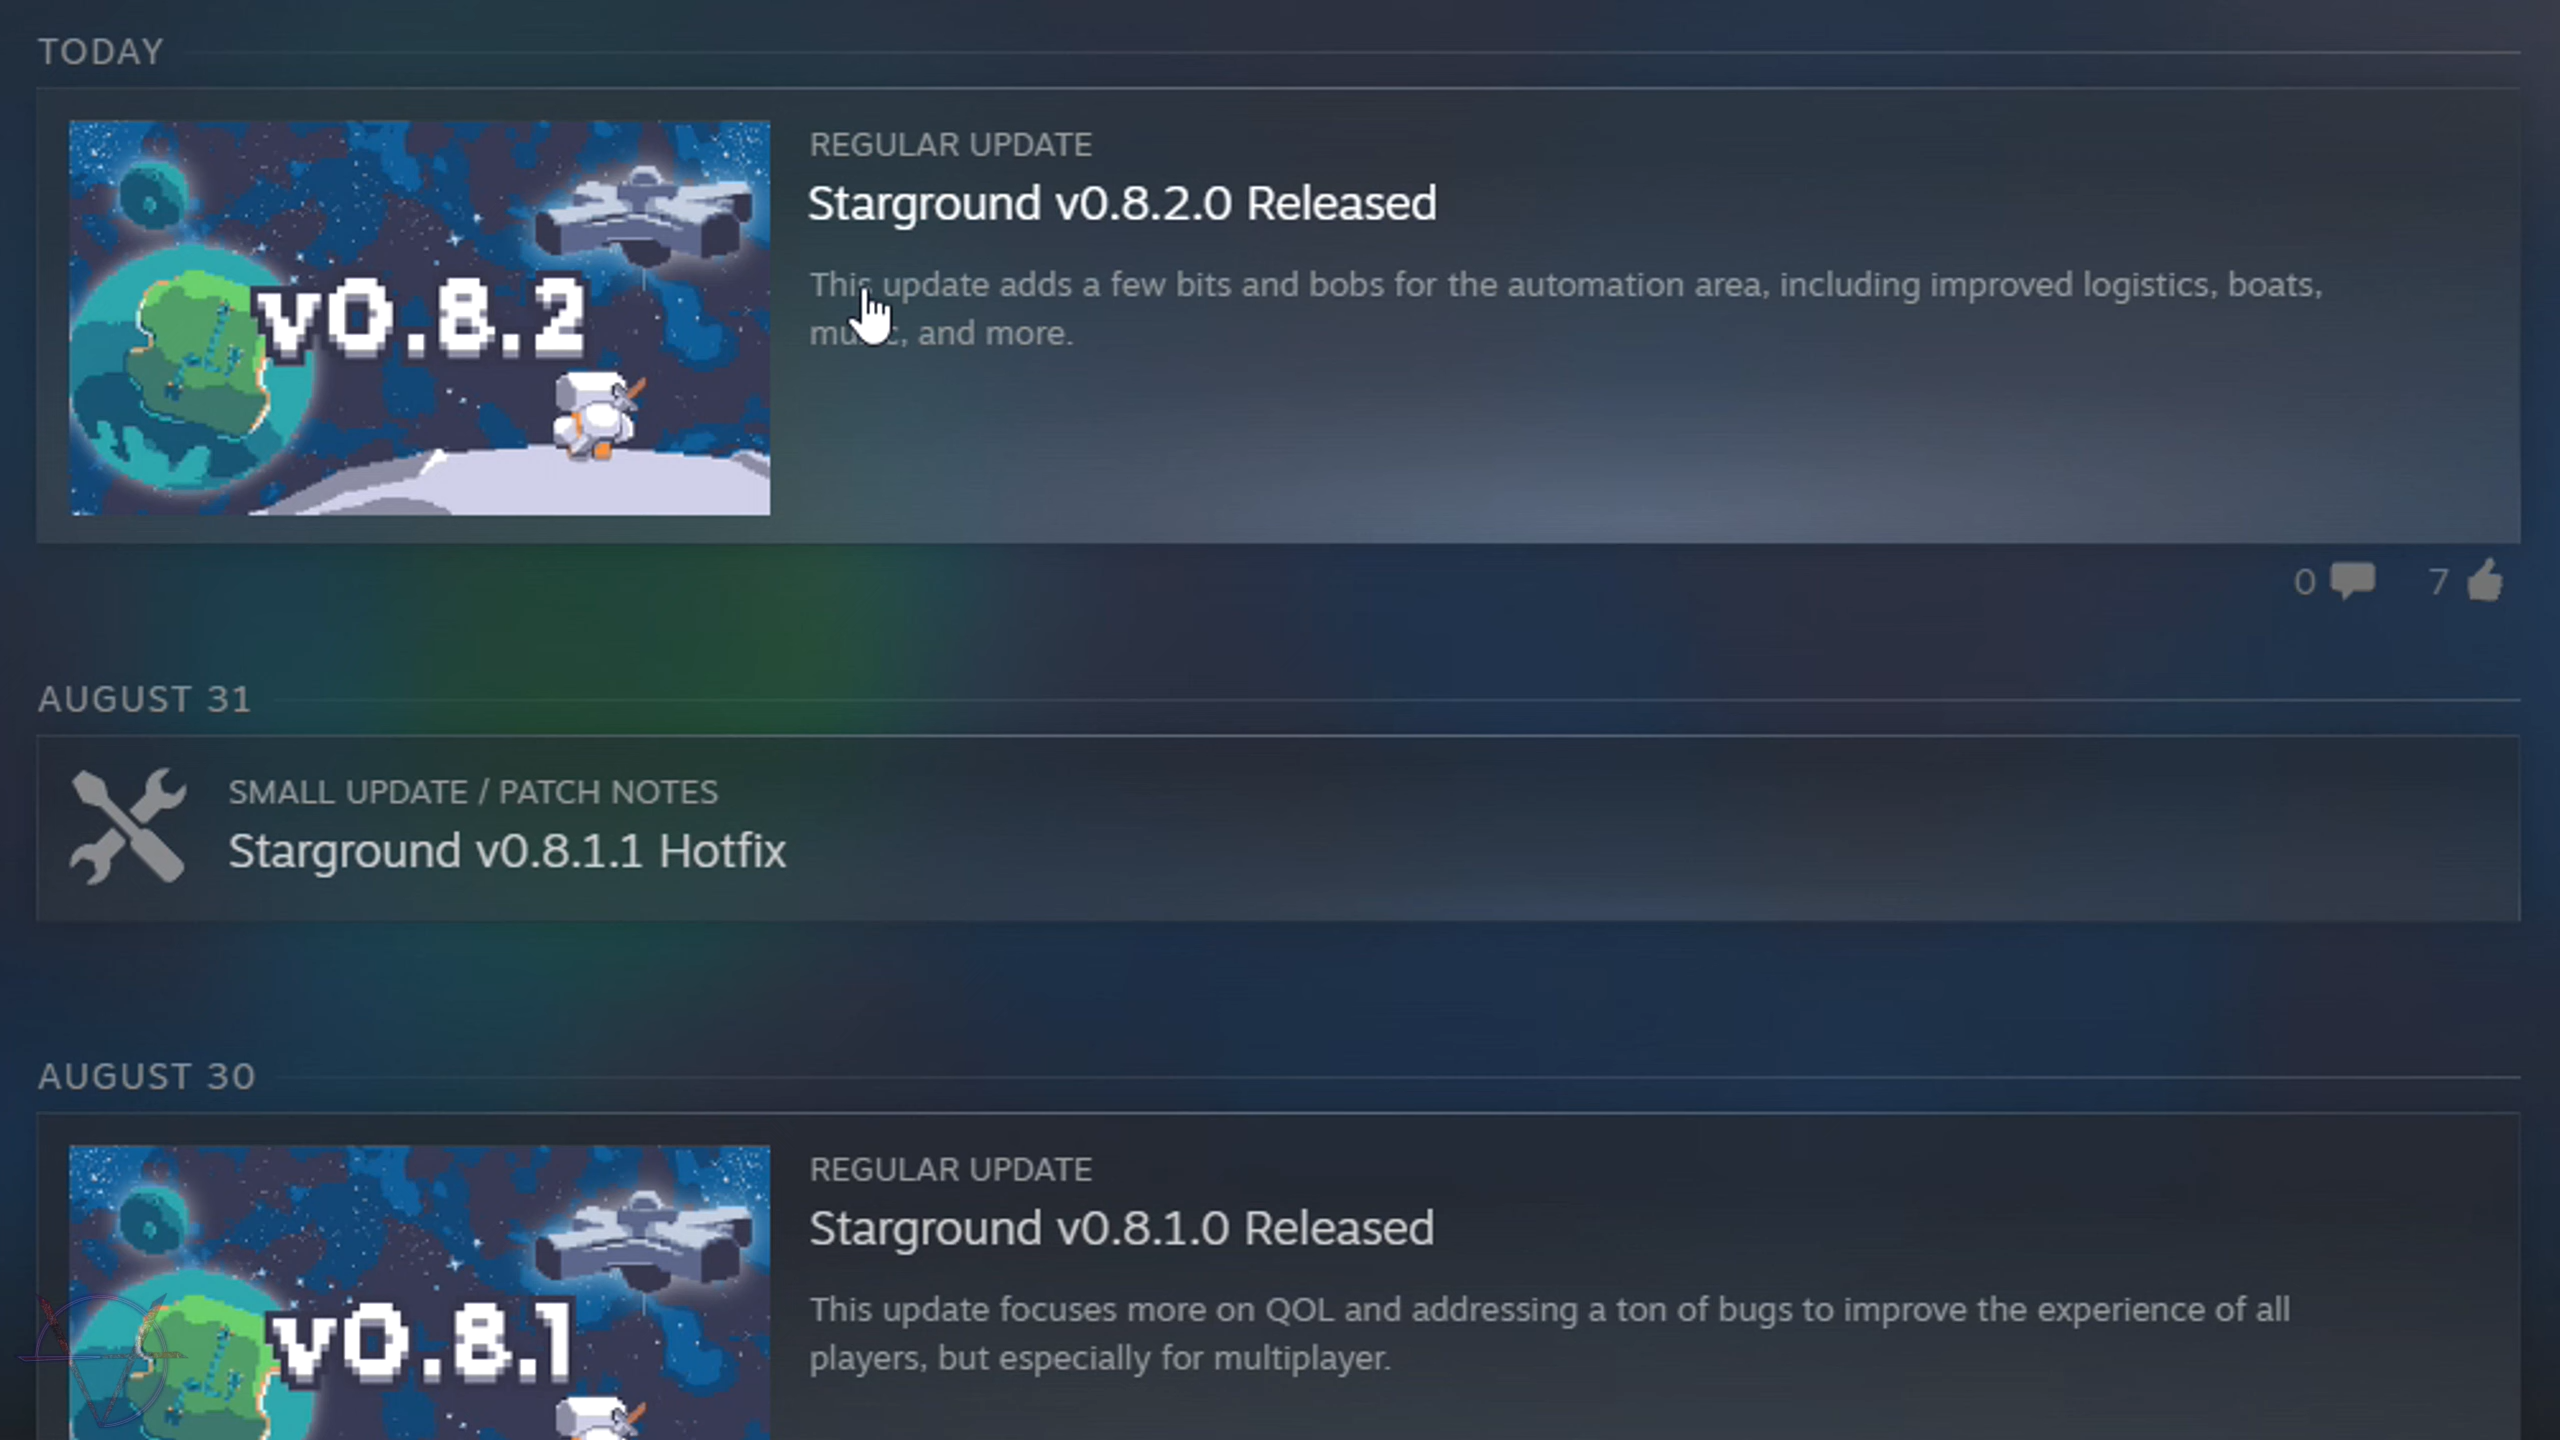 TODAY
v0.8.2
REGULAR UPDATE
Starground v0.8.2.0 Released
This update adds a few bits and bobs for the automation area, including improved logistics, boats,
and more.
0 7
AUGUST 31
SMALL UPDATE / PATCH NOTES
Starground v0.8.1.1 Hotfix
AUGUST 30
v0.8.1
REGULAR UPDATE
Starground v0.8.1.0 Released
This update focuses more on QOL and addressing a ton of bugs to improve the experience of all
players, but especially for multiplayer.